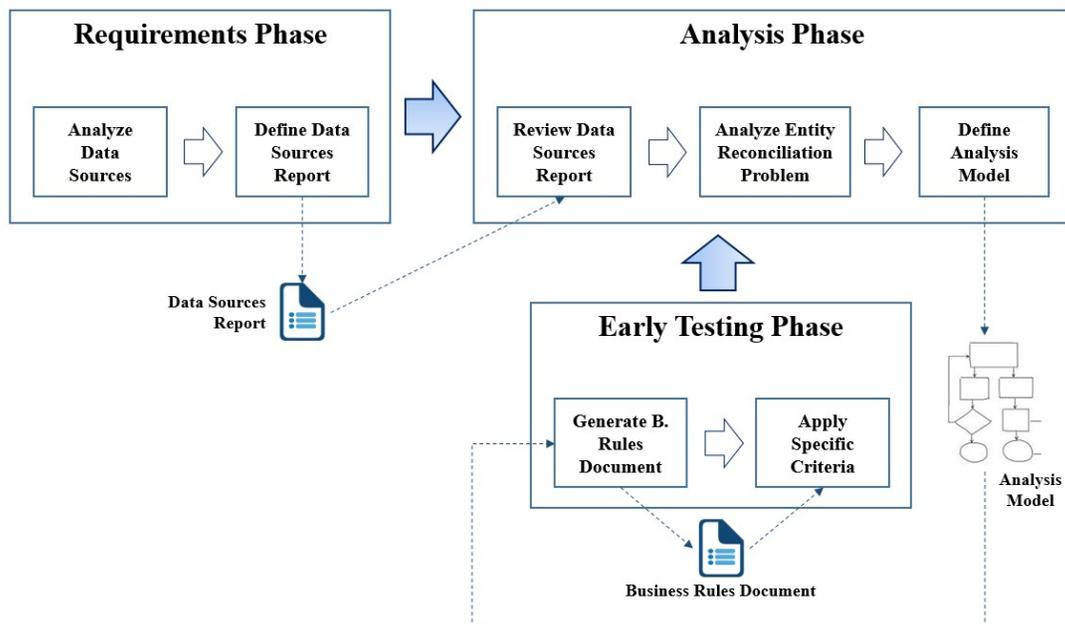 Requirements Phase
Analyze
Data
Sources
Define Data
Sources
Report
Data Sources
Report
Analysis Phase
Review Data
Sources
Report
Analyze Entity
Reconciliation
Problem
Define
Analysis
Model
Early Testing Phase
Generate B.
Rules
Document
Apply
Specific
Criteria
Business Rules Document
Analysis
Model